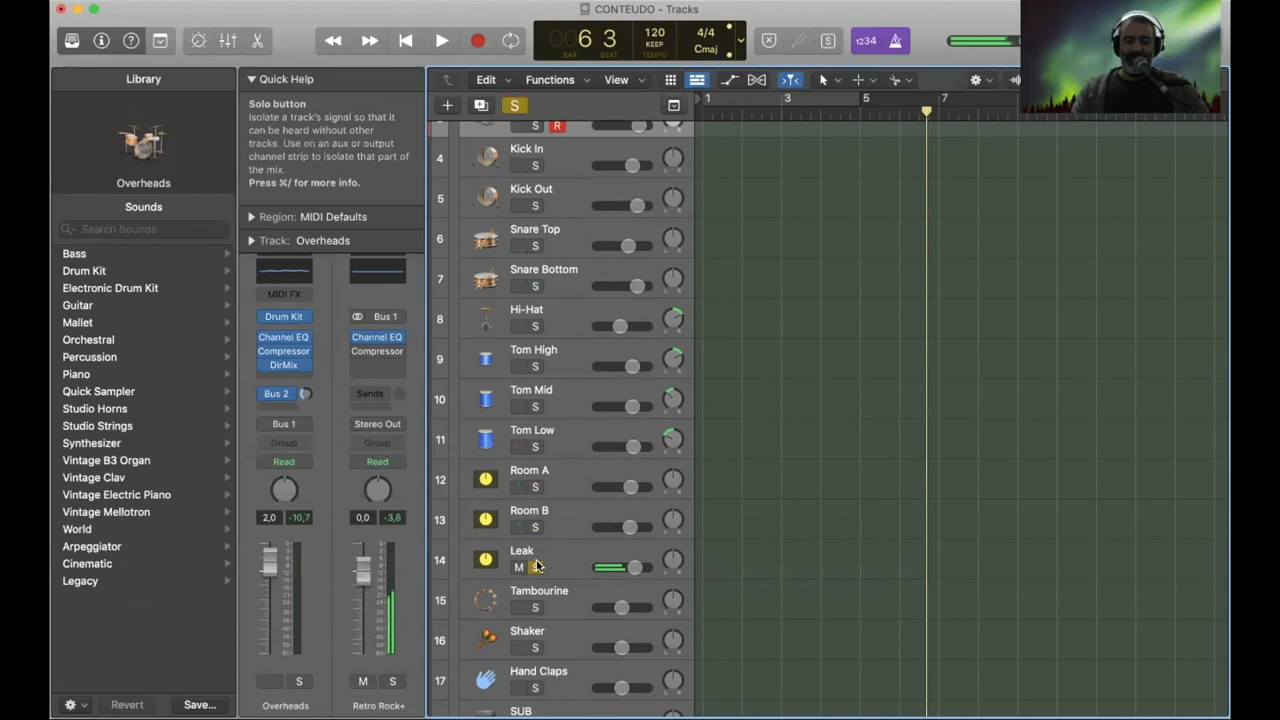 CONTEUDO - Tracks
6 3
BAR BEAT
120
KEEP
TEMPO
4/4
Cmaj
S
1234
Library
Overheads
Sounds
Search Sounds
Bass
Drum Kit
Electronic Drum Kit
Guitar
Mallet
Orchestral
Percussion
Piano
Quick Sampler
Studio Horns
Studio Strings
Synthesizer
Vintage B3 Organ
Vintage Clav
Vintage Electric Piano
Vintage Mellotron
World
Arpeggiator
Cinematic
Legacy
Revert
Save...
Quick Help
Solo button
Isolate a track's signal so that it
can be heard without other
tracks. Use on an aux or output
channel strip to isolate that part of
the mix.
Press ⌘/ for more info.
Region: MIDI Defaults
Track: Overheads
MIDI FX
Drum Kit
Channel EQ
Compressor
DirMix
Bus 2
Bus 1
Group
Read
2,0 -10,7
S
Overheads
Bus 1
Channel EQ
Compressor
Sends
Stereo Out
Group
Read
0,0 -3,8
M S
Retro Rock+
Edit
Functions
View
S
1 3 5 7
S R
4 Kick In
S
5 Kick Out
S
6 Snare Top
S
7 Snare Bottom
S
8 Hi-Hat
S
9 Tom High
S
10 Tom Mid
S
11 Tom Low
S
12 Room A
S
13 Room B
S
14 Leak
M S
15 Tambourine
S
16 Shaker
S
17 Hand Claps
S
SUB